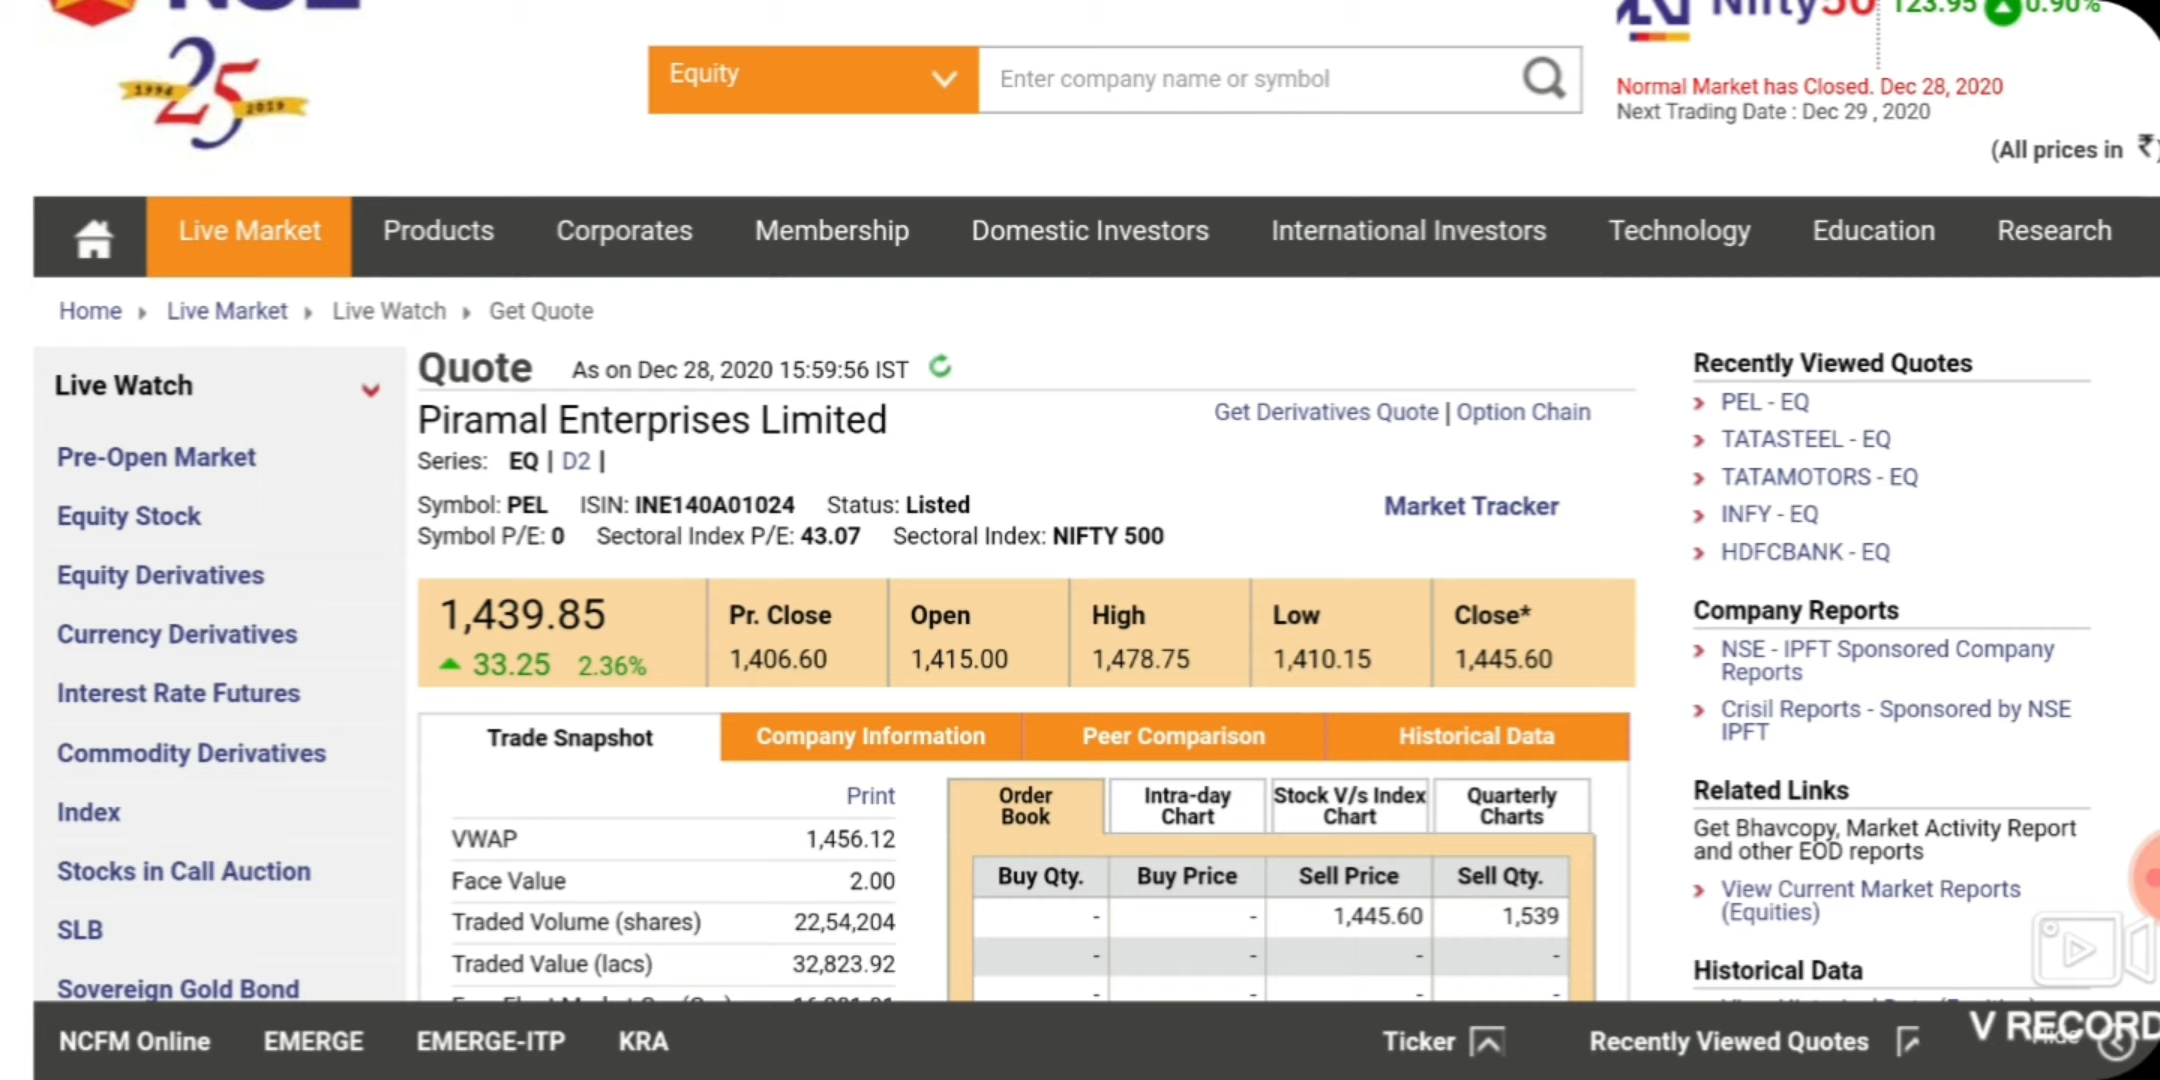 NSE
Nifty50 123.95 0.90%
1994 25 2019
Equity Enter company name or symbol
Normal Market has Closed. Dec 28, 2020
Next Trading Date : Dec 29 , 2020
(All prices in ₹)
Live Market Products Corporates Membership Domestic Investors International Investors Technology Education Research
Home Live Market Live Watch Get Quote
Live Watch
Pre-Open Market
Equity Stock
Equity Derivatives
Currency Derivatives
Interest Rate Futures
Commodity Derivatives
Index
Stocks in Call Auction
SLB
Sovereign Gold Bond
Quote As on Dec 28, 2020 15:59:56 IST
Piramal Enterprises Limited
Get Derivatives Quote | Option Chain
Series: EQ | D2 |
Symbol: PEL ISIN: INE140A01024 Status: Listed
Market Tracker
Symbol P/E: 0 Sectoral Index P/E: 43.07 Sectoral Index: NIFTY 500
1,439.85 Pr. Close Open High Low Close*
33.25 2.36% 1,406.60 1,415.00 1,478.75 1,410.15 1,445.60
Trade Snapshot Company Information Peer Comparison Historical Data
Print
VWAP 1,456.12
Face Value 2.00
Traded Volume (shares) 22,54,204
Traded Value (lacs) 32,823.92
Order Book
Intra-day Chart
Stock V/s Index Chart
Quarterly Charts
Buy Qty. Buy Price Sell Price Sell Qty.
- - 1,445.60 1,539
- - - -
- - - -
Recently Viewed Quotes
PEL - EQ
TATASTEEL - EQ
TATAMOTORS - EQ
INFY - EQ
HDFCBANK - EQ
Company Reports
NSE - IPFT Sponsored Company
Reports
Crisil Reports - Sponsored by NSE
IPFT
Related Links
Get Bhavcopy, Market Activity Report
and other EOD reports
View Current Market Reports
(Equities)
Historical Data
NCFM Online EMERGE EMERGE-ITP KRA Ticker Recently Viewed Quotes Hide
V RECORD